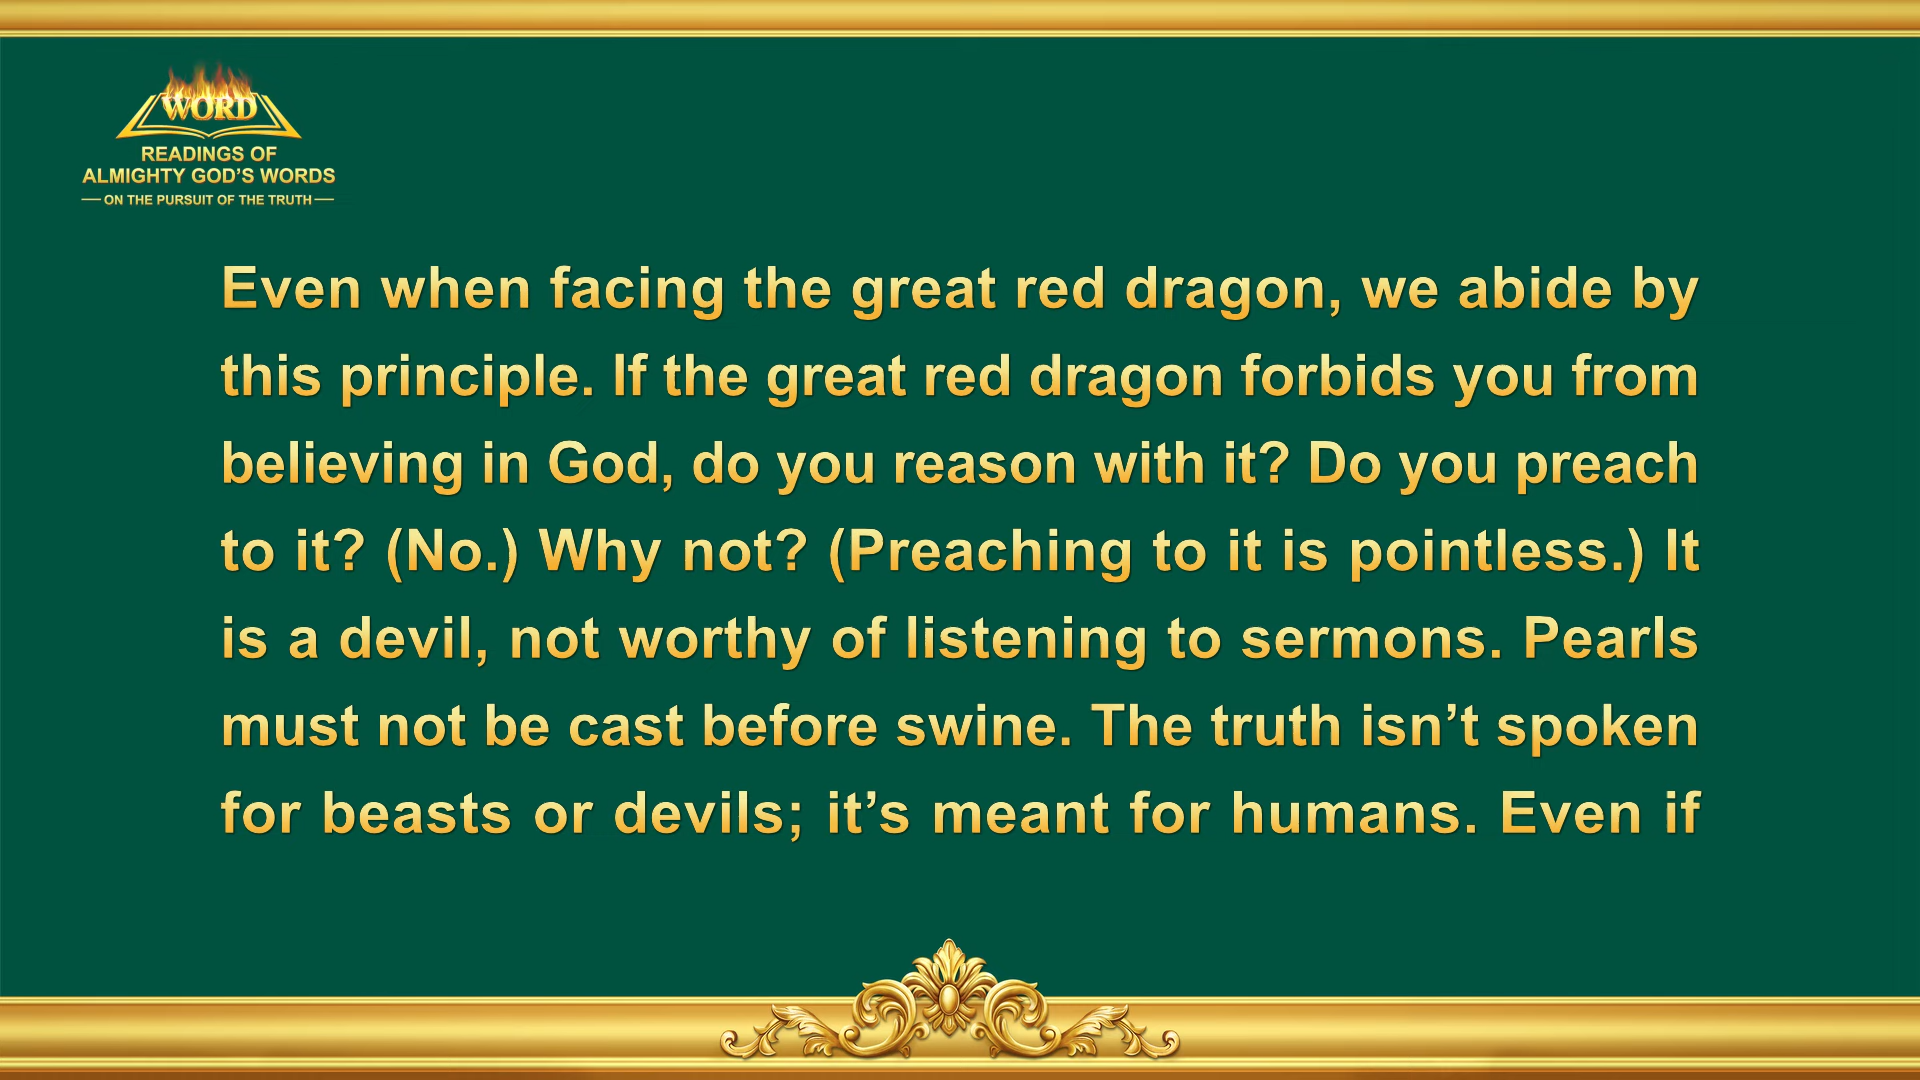 WORD
READINGS OF
ALMIGHTY GOD’S WORDS
— ON THE PURSUIT OF THE TRUTH —
Even when facing the great red dragon, we abide by
this principle. If the great red dragon forbids you from
believing in God, do you reason with it? Do you preach
to it? (No.) Why not? (Preaching to it is pointless.) It
is a devil, not worthy of listening to sermons. Pearls
must not be cast before swine. The truth isn’t spoken
for beasts or devils; it’s meant for humans. Even if